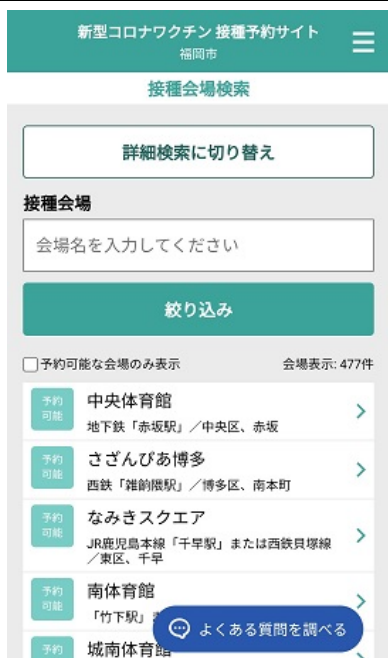 新型コロナワクチン 接種予約サイト
福岡市
接種会場検索
詳細検索に切り替え
接種会場
会場名を入力してください
絞り込み
予約可能な会場のみ表示 会場表示: 477件
予約
可能
中央体育館
地下鉄「赤坂駅」／中央区、赤坂
予約
可能
さざんぴあ博多
西鉄「雑餉隈駅」／博多区、南本町
予約
可能
なみきスクエア
JR鹿児島本線「千早駅」または西鉄貝塚線
／東区、千早
予約
可能
南体育館
「竹下駅」
よくある質問を調べる
予約
城南体育館